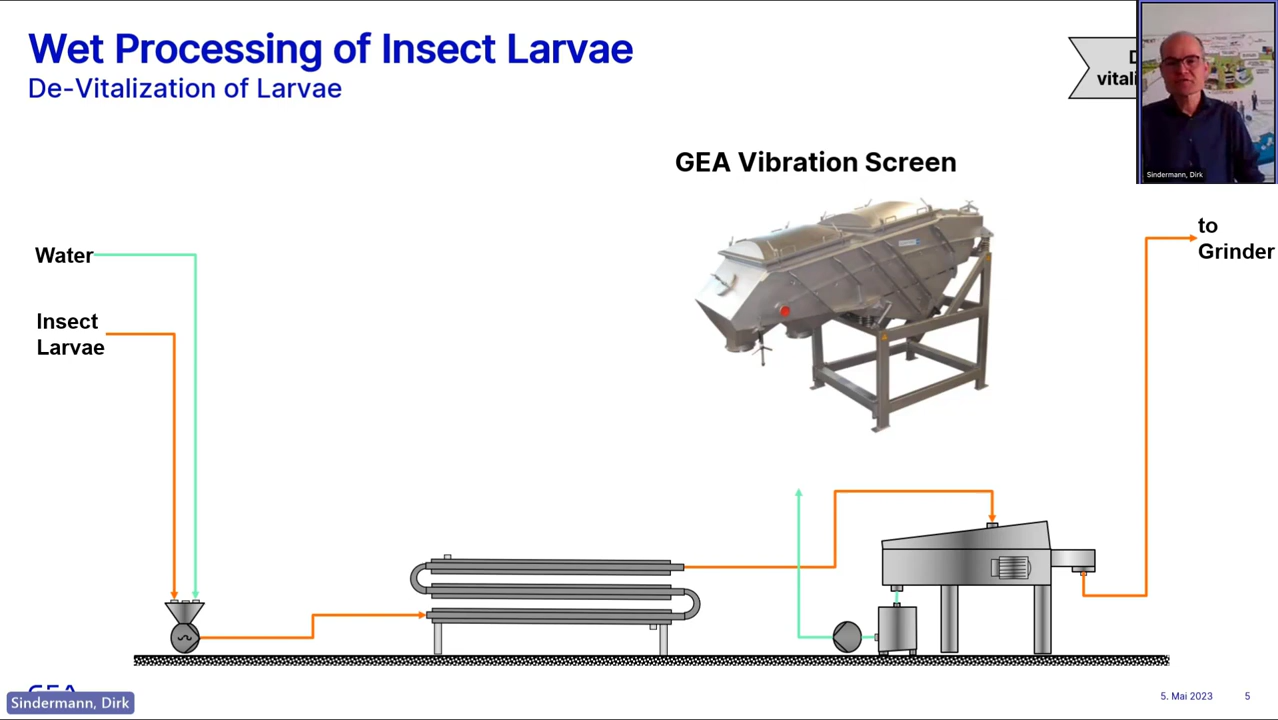 Wet Processing of Insect Larvae
De-Vitalization of Larvae
Sindermann, Dirk
GEA Vibration Screen
Water
Insect
Larvae
to
Grinder
GEA
Sindermann, Dirk
5. Mai 2023
5